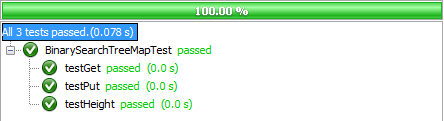 100.00 %
All 3 tests passed.(0.078 s)
BinarySearchTreeMapTest passed
testGet passed (0.0 s)
testPut passed (0.0 s)
testHeight passed (0.0 s)